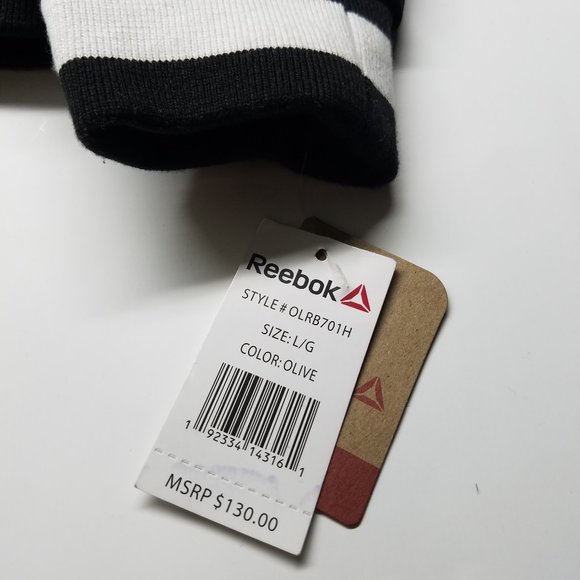 Reebok
STYLE # OLRB701H
SIZE: L/G
COLOR: OLIVE
1 92334 14316 1
MSRP $130.00